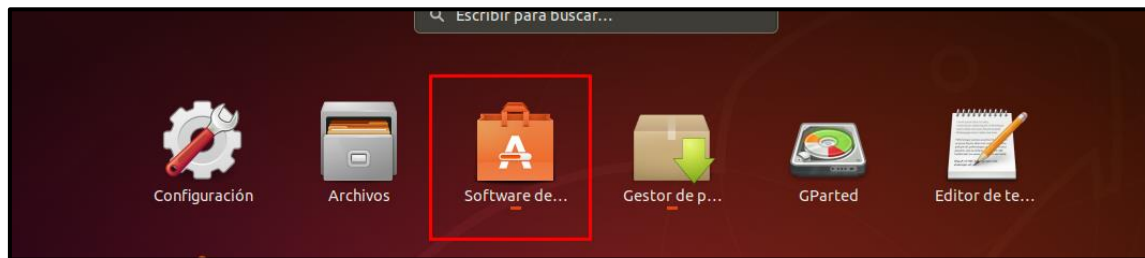 Escribir para buscar...
Configuración
Archivos
Software de...
Gestor de p...
GParted
Editor de te...